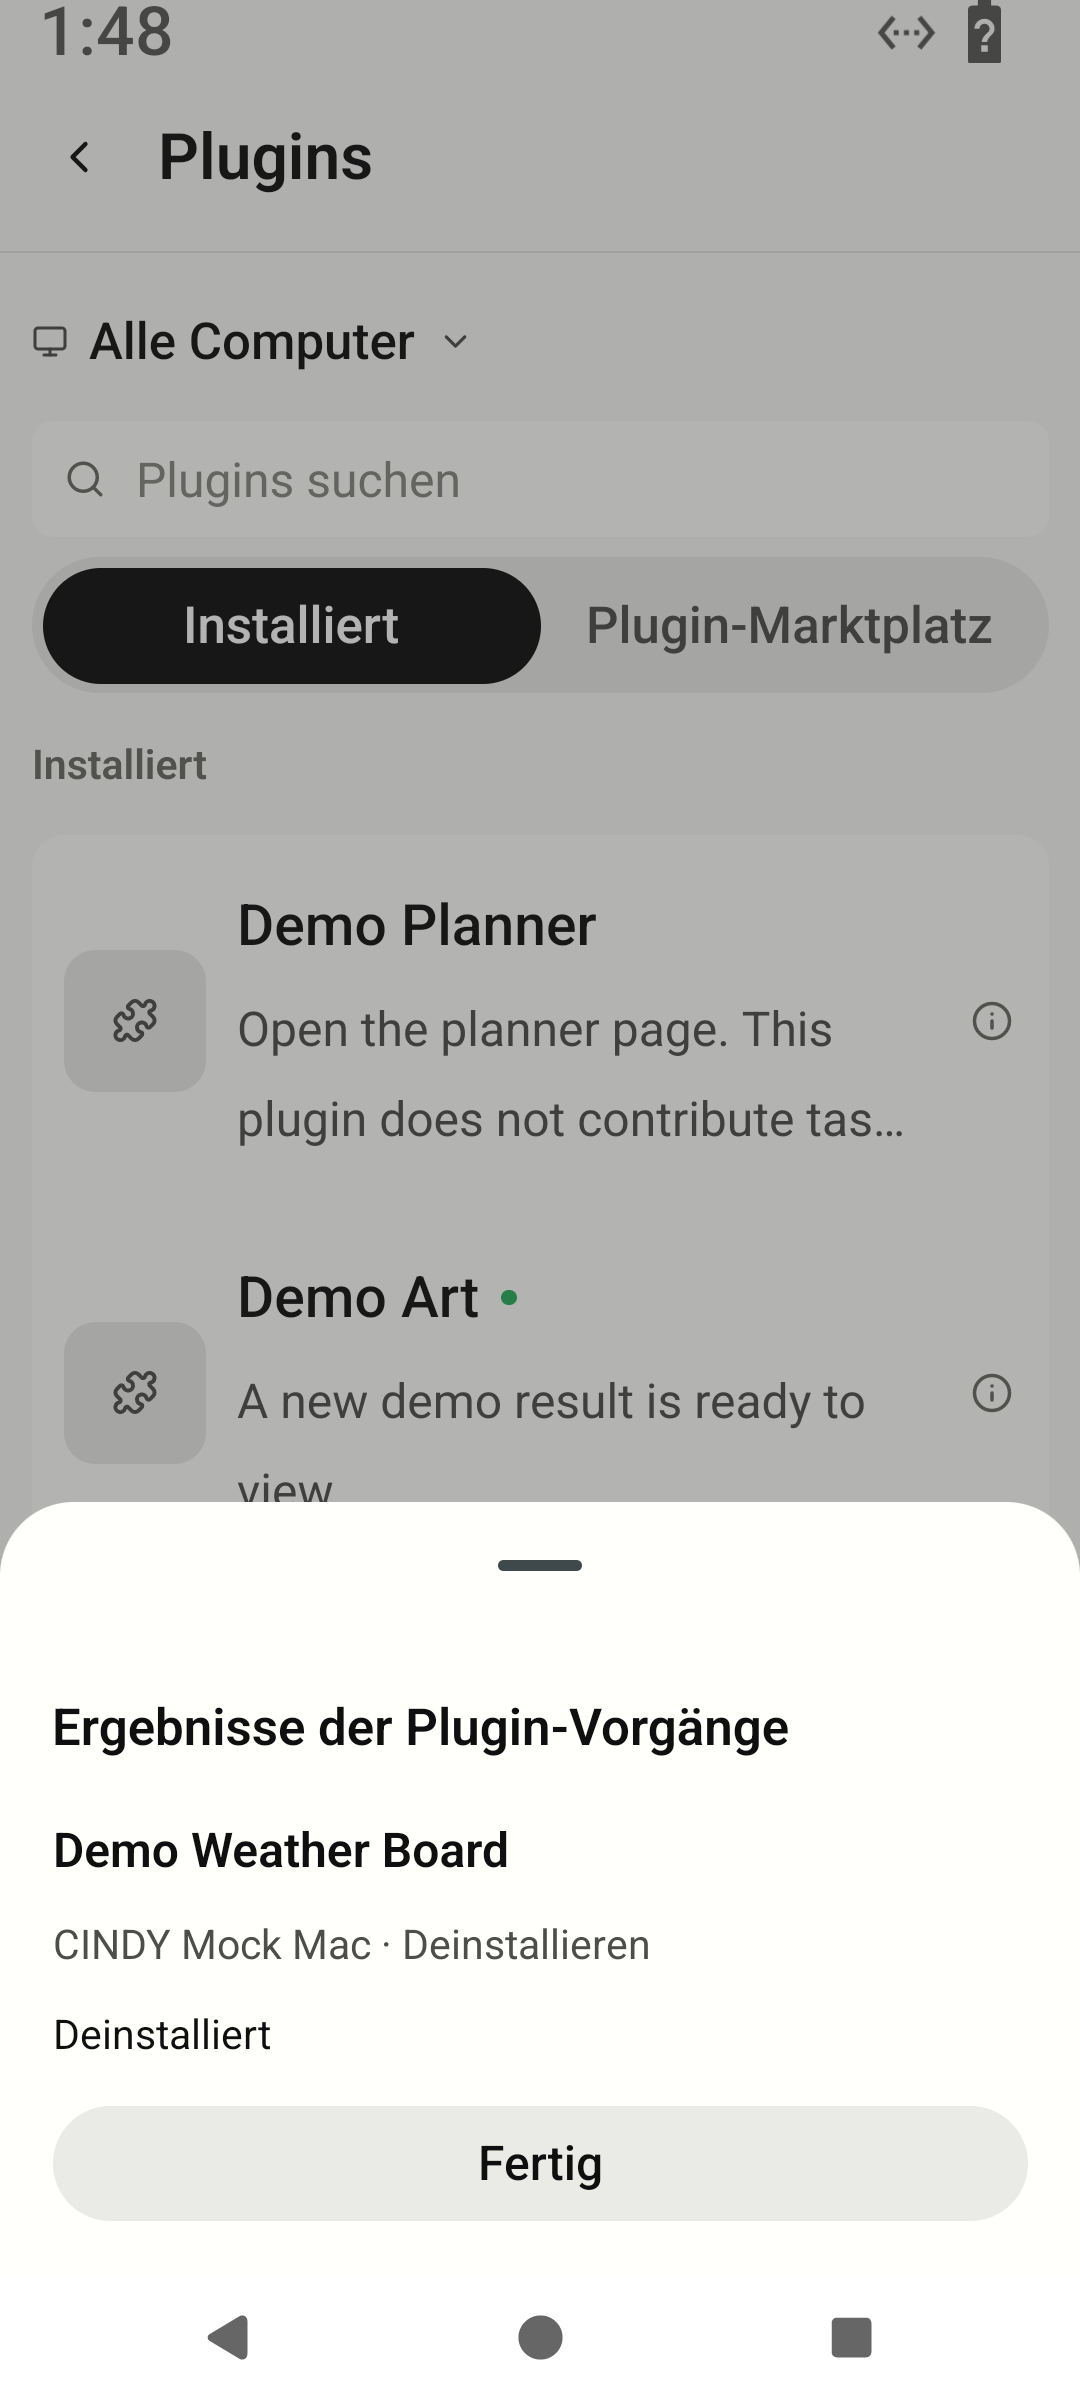 1:48
Plugins
Alle Computer
Plugins suchen
Installiert
Plugin-Marktplatz
Installiert
Demo Planner
Open the planner page. This
plugin does not contribute tas…
Demo Art
A new demo result is ready to
view
Ergebnisse der Plugin-Vorgänge
Demo Weather Board
CINDY Mock Mac · Deinstallieren
Deinstalliert
Fertig